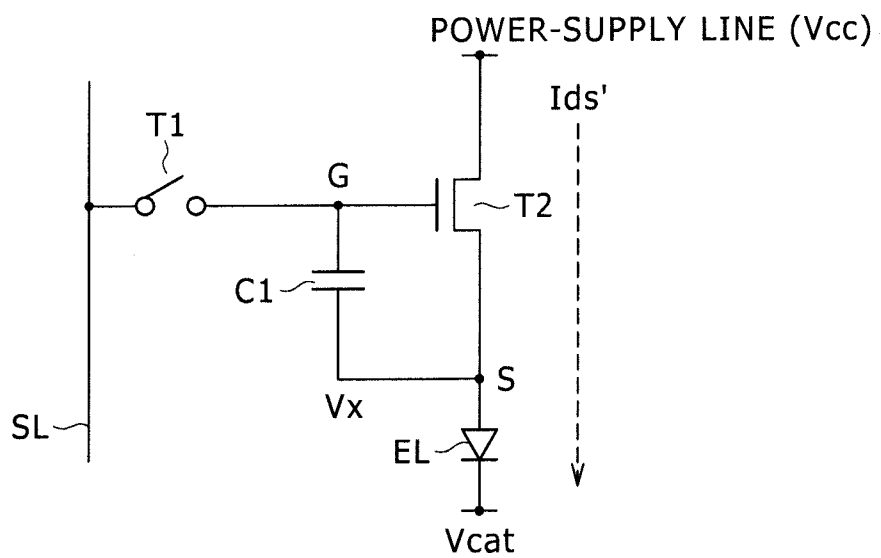 POWER-SUPPLY LINE (Vcc)
Ids'
T1
G
T2
C1
Vx
S
SL
EL
Vcat